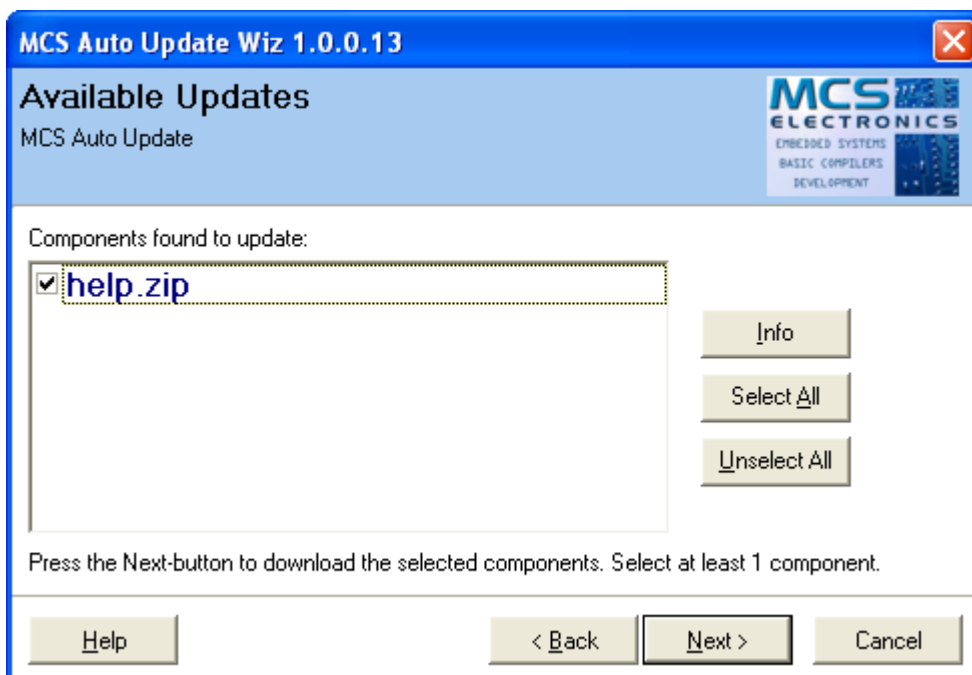 MCS Auto Update Wiz 1.0.0.13
Available Updates
MCS Auto Update
MCS
ELECTRONICS
EMBEDDED SYSTEMS
BASIC COMPILERS
DEVELOPMENT
Components found to update:
help.zip
Info
Select All
Unselect All
Press the Next-button to download the selected components. Select at least 1 component.
Help
< Back
Next >
Cancel